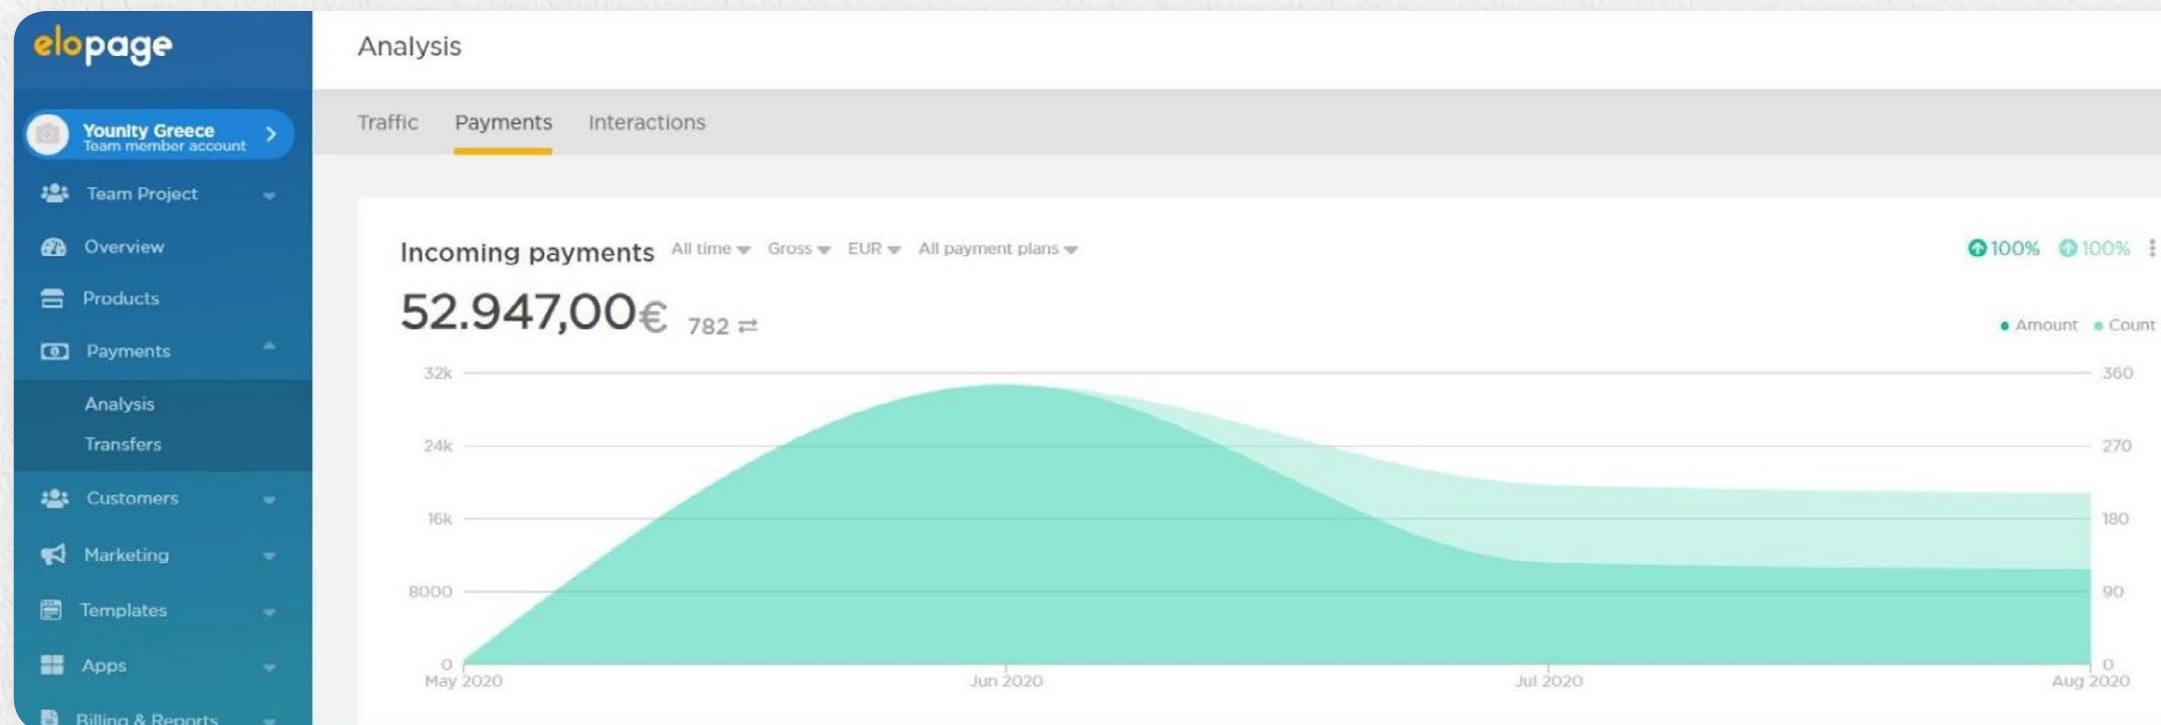 elopage
Analysis
Younity Greece
Team member account
Traffic Payments Interactions
Team Project
Overview
Products
Payments
Analysis
Transfers
Customers
Marketing
Templates
Apps
Billing & Reports
Incoming payments All time Gross EUR All payment plans
100% 100%
52.947,00€ 782
Amount Count
32k 360
24k 270
16k 180
8000 90
0 0
May 2020 Jun 2020 Jul 2020 Aug 2020